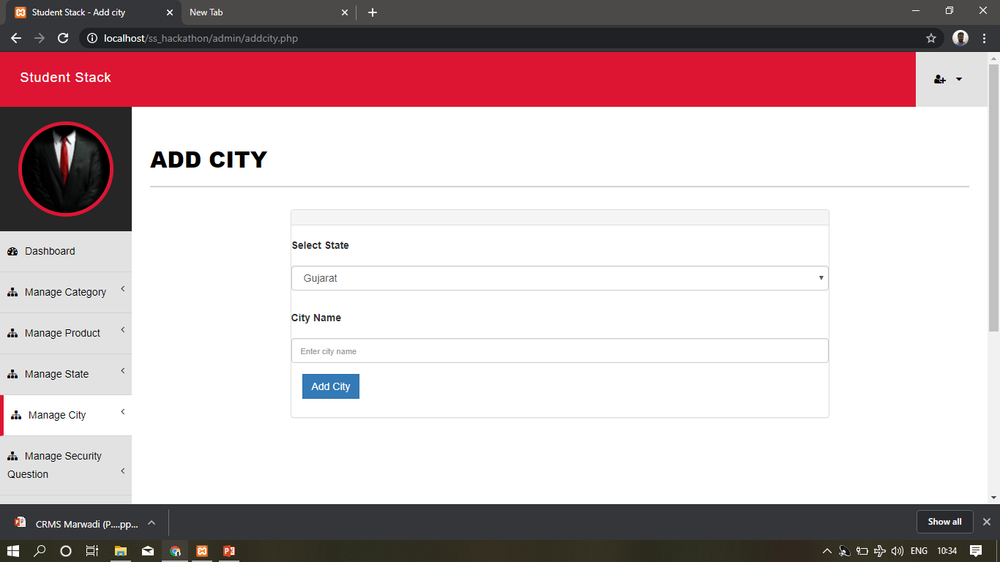 Student Stack - Add city
New Tab
localhost/ss_hackathon/admin/addcity.php
Student Stack
ADD CITY
Dashboard
Manage Category
Manage Product
Manage State
Manage City
Manage Security
Question
Select State
Gujarat
City Name
Enter city name
Add City
CRMS Marwadi (P....pp...
Show all
ENG
10:34